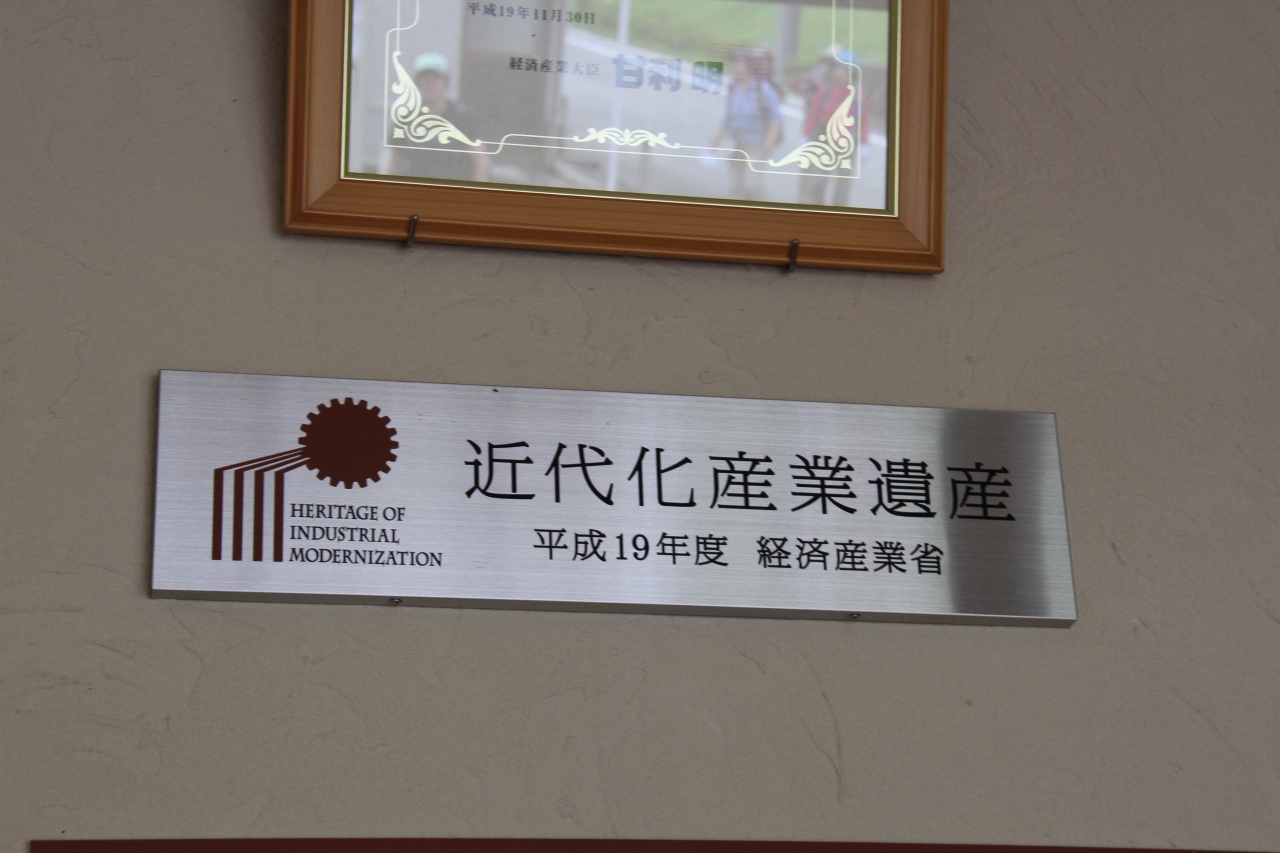 平成19年11月30日
経済産業大臣 甘利 明
HERITAGE OF
INDUSTRIAL
MODERNIZATION
近代化産業遺産
平成19年度 経済産業省